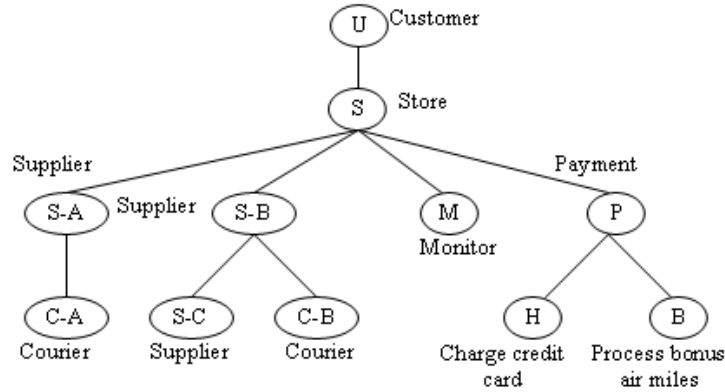 U Customer
S Store
Supplier Payment
S-A Supplier S-B M P
Monitor
C-A S-C C-B H B
Courier Supplier Courier Charge credit Process bonus
card air miles